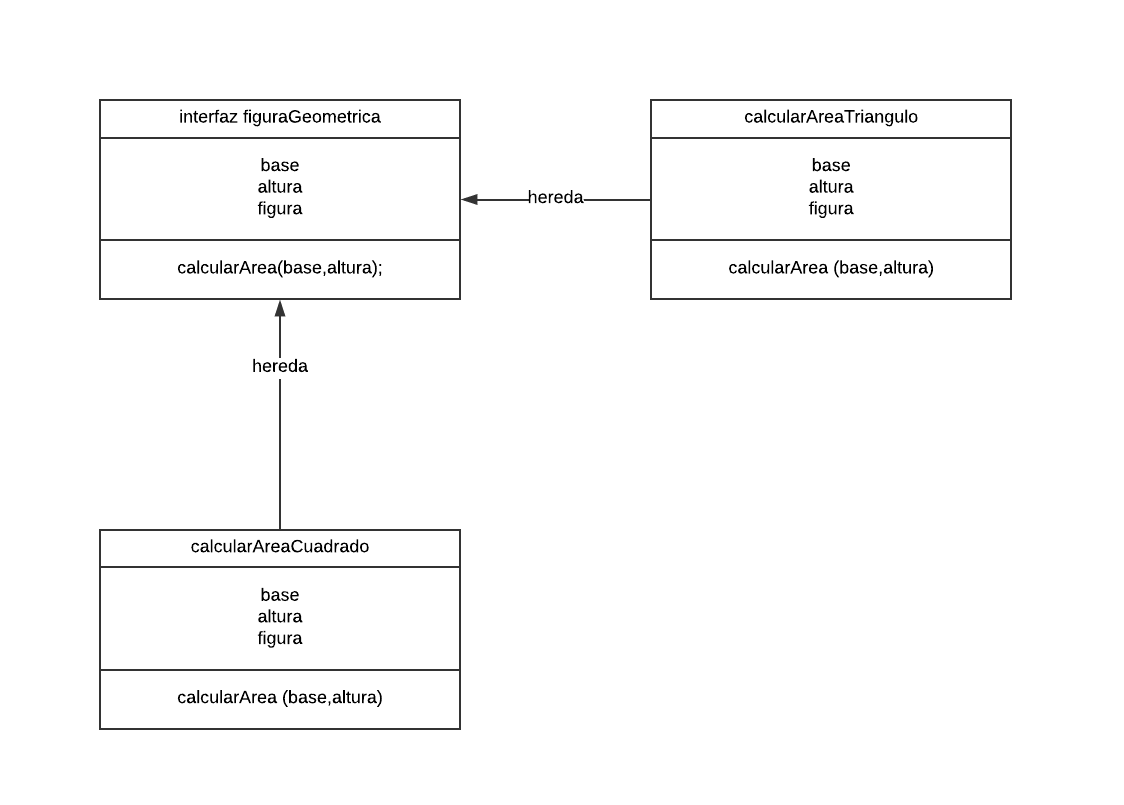 interfaz figuraGeometrica
base
altura
figura
calcularArea(base,altura);
hereda
calcularAreaTriangulo
base
altura
figura
calcularArea (base,altura)
hereda
calcularAreaCuadrado
base
altura
figura
calcularArea (base,altura)